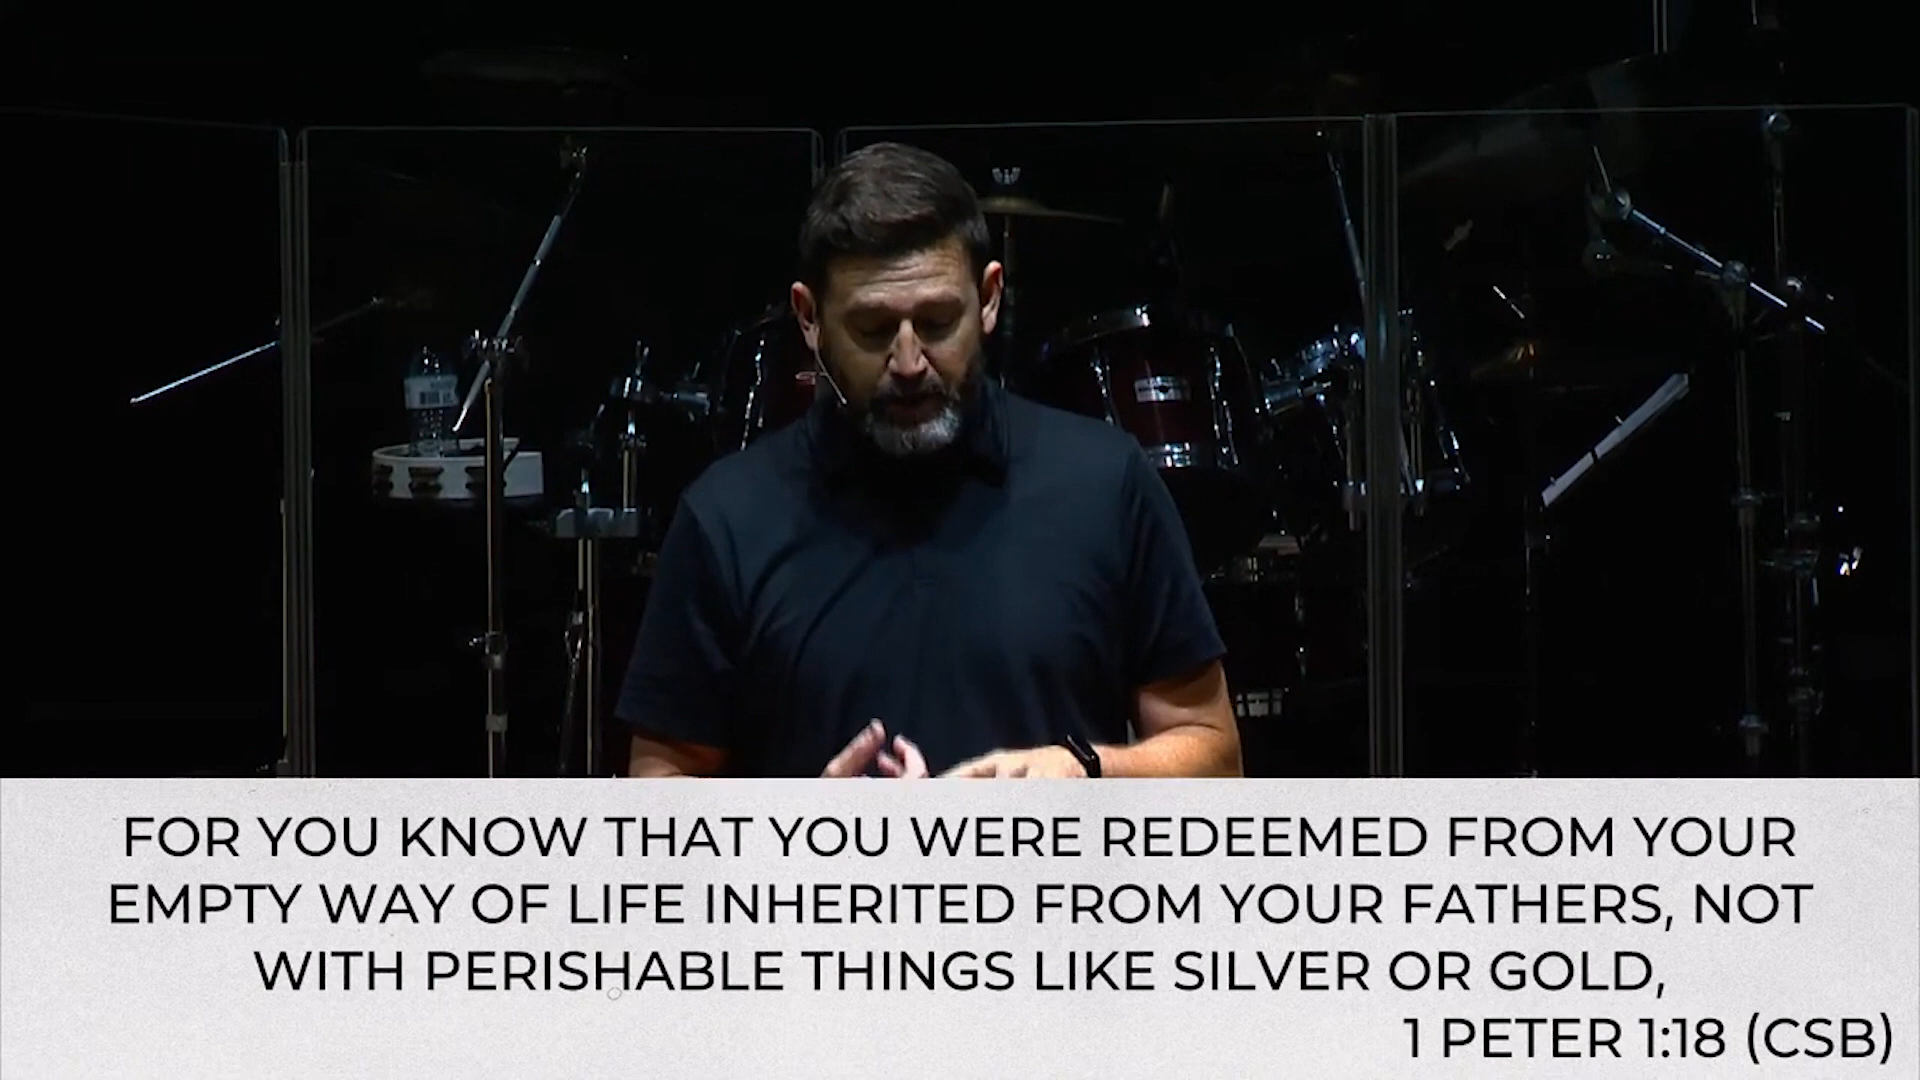 FOR YOU KNOW THAT YOU WERE REDEEMED FROM YOUR
EMPTY WAY OF LIFE INHERITED FROM YOUR FATHERS, NOT
WITH PERISHABLE THINGS LIKE SILVER OR GOLD,
1 PETER 1:18 (CSB)